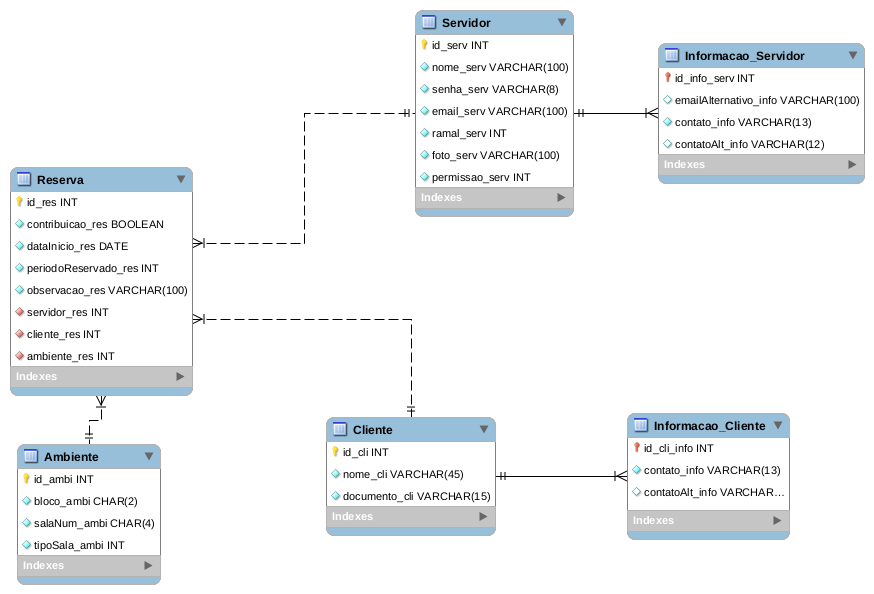 Servidor
id_serv INT
nome_serv VARCHAR(100)
senha_serv VARCHAR(8)
email_serv VARCHAR(100)
ramal_serv INT
foto_serv VARCHAR(100)
permissao_serv INT
Indexes
Informacao_Servidor
id_info_serv INT
emailAlternativo_info VARCHAR(100)
contato_info VARCHAR(13)
contatoAlt_info VARCHAR(12)
Indexes
Reserva
id_res INT
contribuicao_res BOOLEAN
dataInicio_res DATE
periodoReservado_res INT
observacao_res VARCHAR(100)
servidor_res INT
cliente_res INT
ambiente_res INT
Indexes
Cliente
id_cli INT
nome_cli VARCHAR(45)
documento_cli VARCHAR(15)
Indexes
Informacao_Cliente
id_cli_info INT
contato_info VARCHAR(13)
contatoAlt_info VARCHAR...
Indexes
Ambiente
id_ambi INT
bloco_ambi CHAR(2)
salaNum_ambi CHAR(4)
tipoSala_ambi INT
Indexes